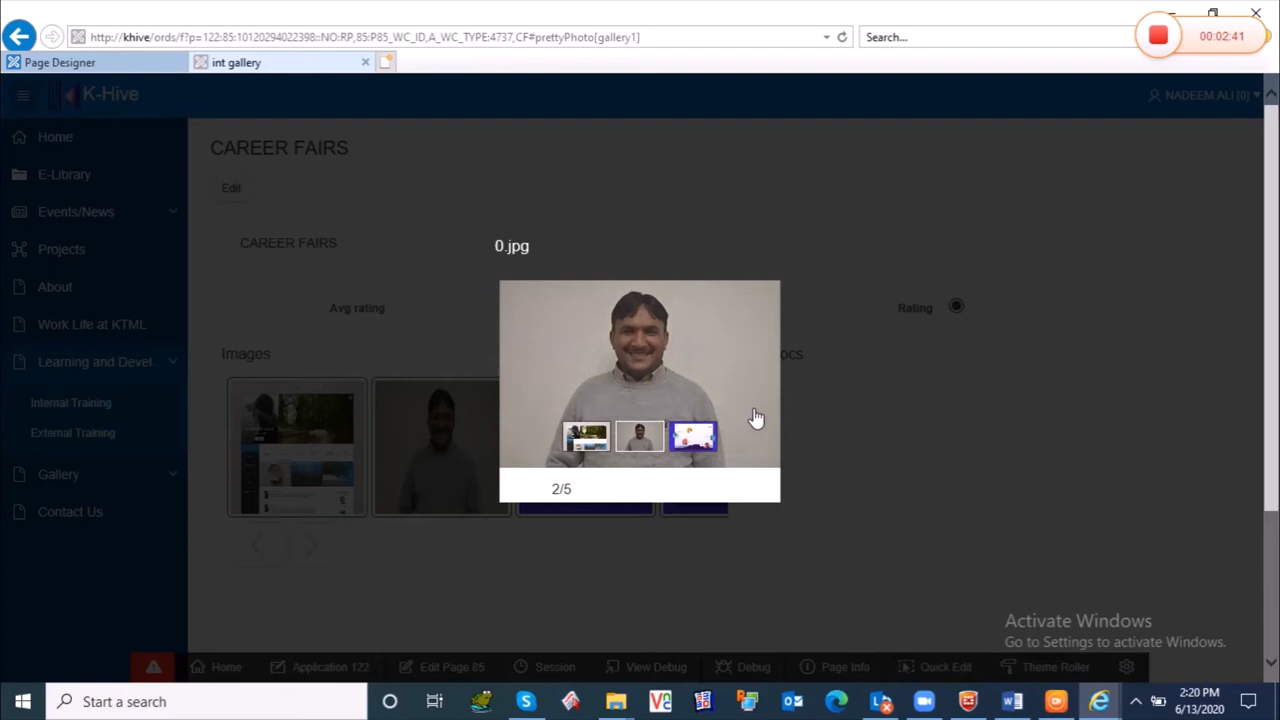 http://khive/ords/f?p=122:85:10120294022398::NO:RP,85:P85_WC_ID,A_WC_TYPE:4737,CF#prettyPhoto[gallery1]
Search...
00:02:41
Page Designer
int gallery
K-Hive
NADEEM.ALI [0]
Home
E-Library
Events/News
Projects
About
Work Life at KTML
Learning and Devel..
Internal Training
External Training
Gallery
Contact Us
CAREER FAIRS
Edit
CAREER FAIRS
0.jpg
Avg rating
Rating
Images
ocs
2/5
Activate Windows
Go to Settings to activate Windows.
Home
Application 122
Edit Page 85
Session
View Debug
Debug
Page Info
Quick Edit
Theme Roller
Start a search
2:20 PM
6/13/2020